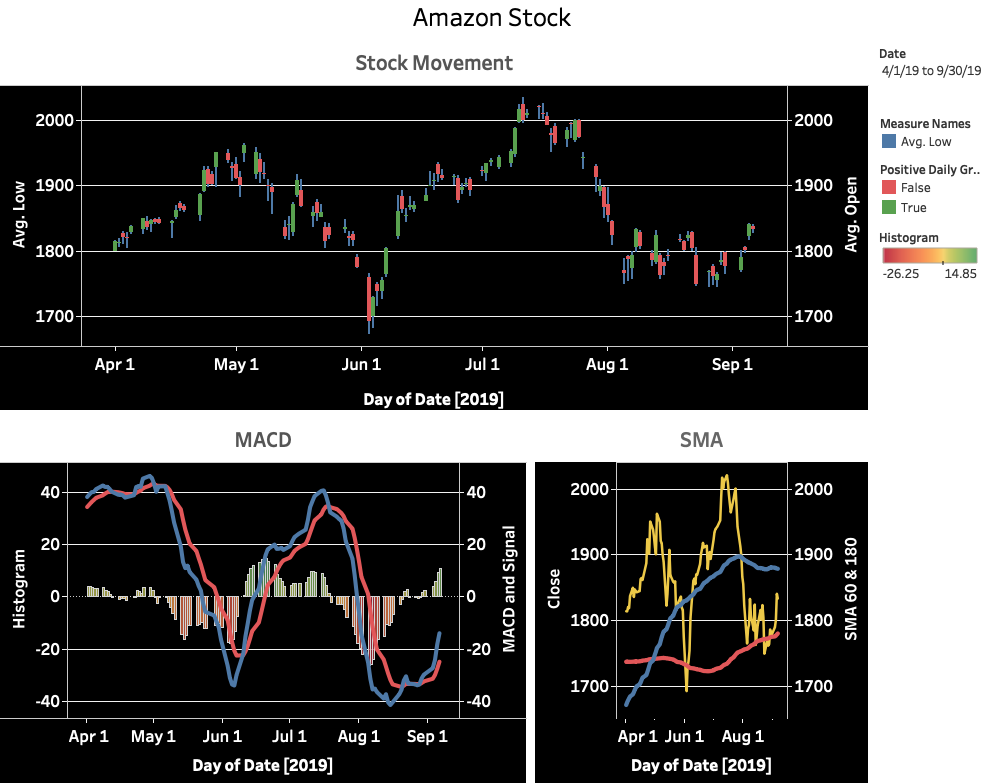 Amazon Stock
Stock Movement
Date
4/1/19 to 9/30/19
Measure Names
Avg. Low
Positive Daily Gr..
False
True
Histogram
-26.25 14.85
Avg. Low
2000
1900
1800
1700
2000
1900
1800
1700
Avg. Open
Apr 1 May 1 Jun 1 Jul 1 Aug 1 Sep 1
Day of Date [2019]
MACD
Histogram
40
20
0
-20
-40
40
20
0
-20
-40
MACD and Signal
Apr 1 May 1 Jun 1 Jul 1 Aug 1 Sep 1
Day of Date [2019]
SMA
Close
2000
1900
1800
1700
2000
1900
1800
1700
SMA 60 & 180
Apr 1 Jun 1 Aug 1
Day of Date [2019]